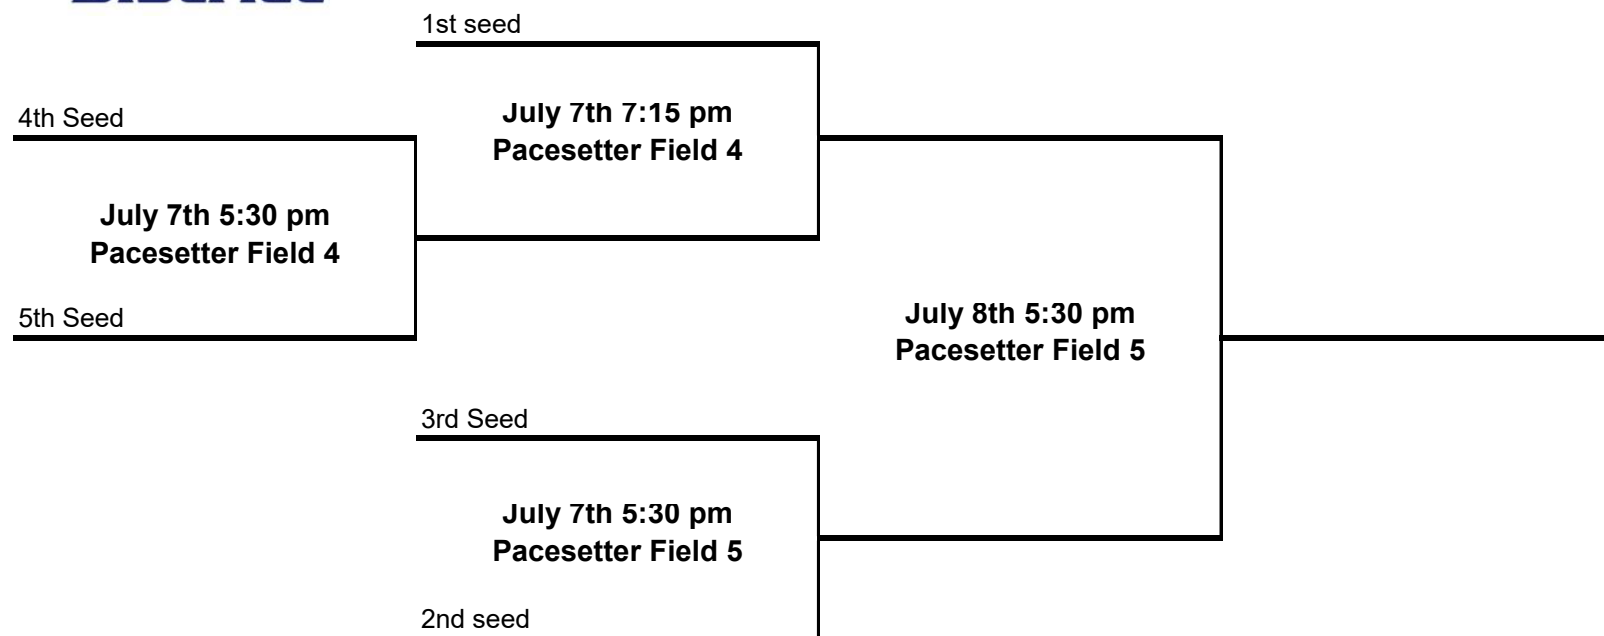 1st seed
4th Seed
July 7th 7:15 pm
Pacesetter Field 4
July 7th 5:30 pm
Pacesetter Field 4
5th Seed
July 8th 5:30 pm
Pacesetter Field 5
3rd Seed
July 7th 5:30 pm
Pacesetter Field 5
2nd seed